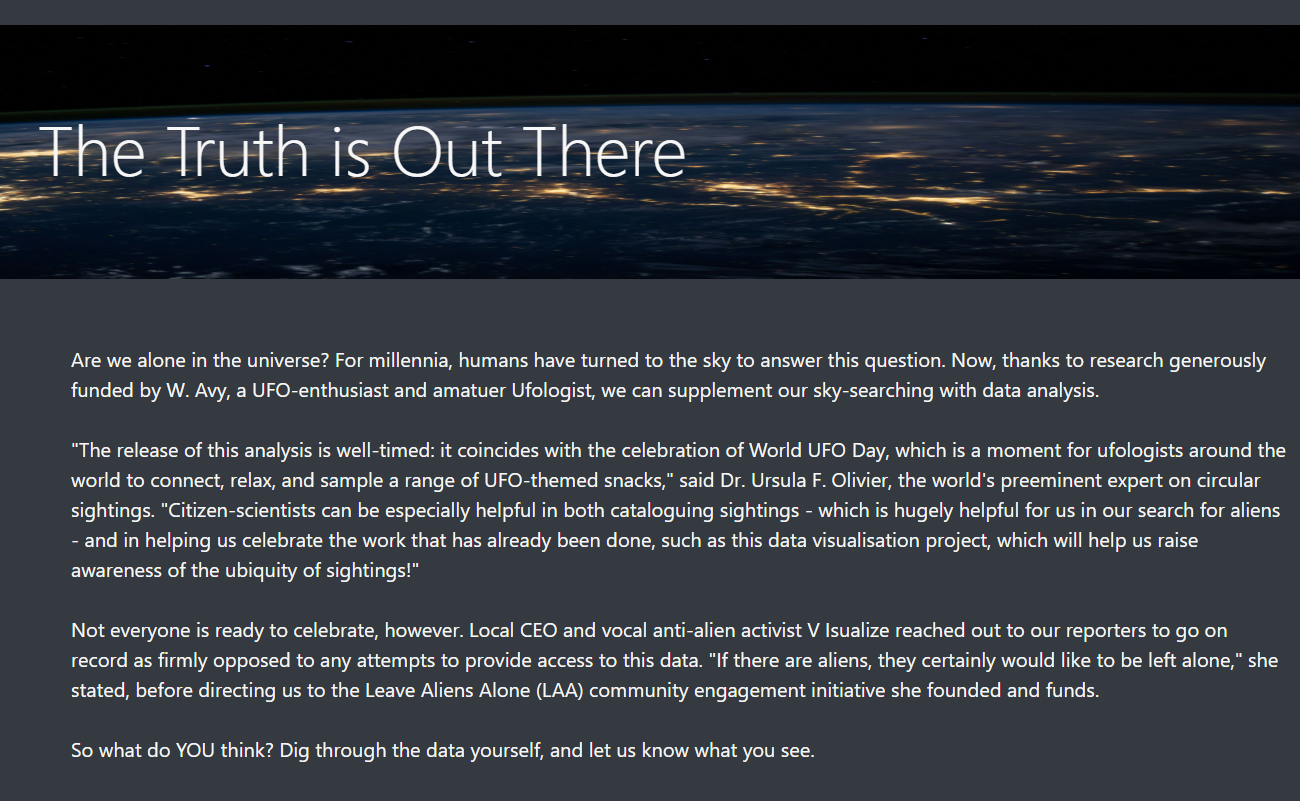 The Truth is Out There
Are we alone in the universe? For millennia, humans have turned to the sky to answer this question. Now, thanks to research generously
funded by W. Avy, a UFO-enthusiast and amatuer Ufologist, we can supplement our sky-searching with data analysis.
"The release of this analysis is well-timed: it coincides with the celebration of World UFO Day, which is a moment for ufologists around the
world to connect, relax, and sample a range of UFO-themed snacks," said Dr. Ursula F. Olivier, the world's preeminent expert on circular
sightings. "Citizen-scientists can be especially helpful in both cataloguing sightings - which is hugely helpful for us in our search for aliens
- and in helping us celebrate the work that has already been done, such as this data visualisation project, which will help us raise
awareness of the ubiquity of sightings!"
Not everyone is ready to celebrate, however. Local CEO and vocal anti-alien activist V Isualize reached out to our reporters to go on
record as firmly opposed to any attempts to provide access to this data. "If there are aliens, they certainly would like to be left alone," she
stated, before directing us to the Leave Aliens Alone (LAA) community engagement initiative she founded and funds.
So what do YOU think? Dig through the data yourself, and let us know what you see.